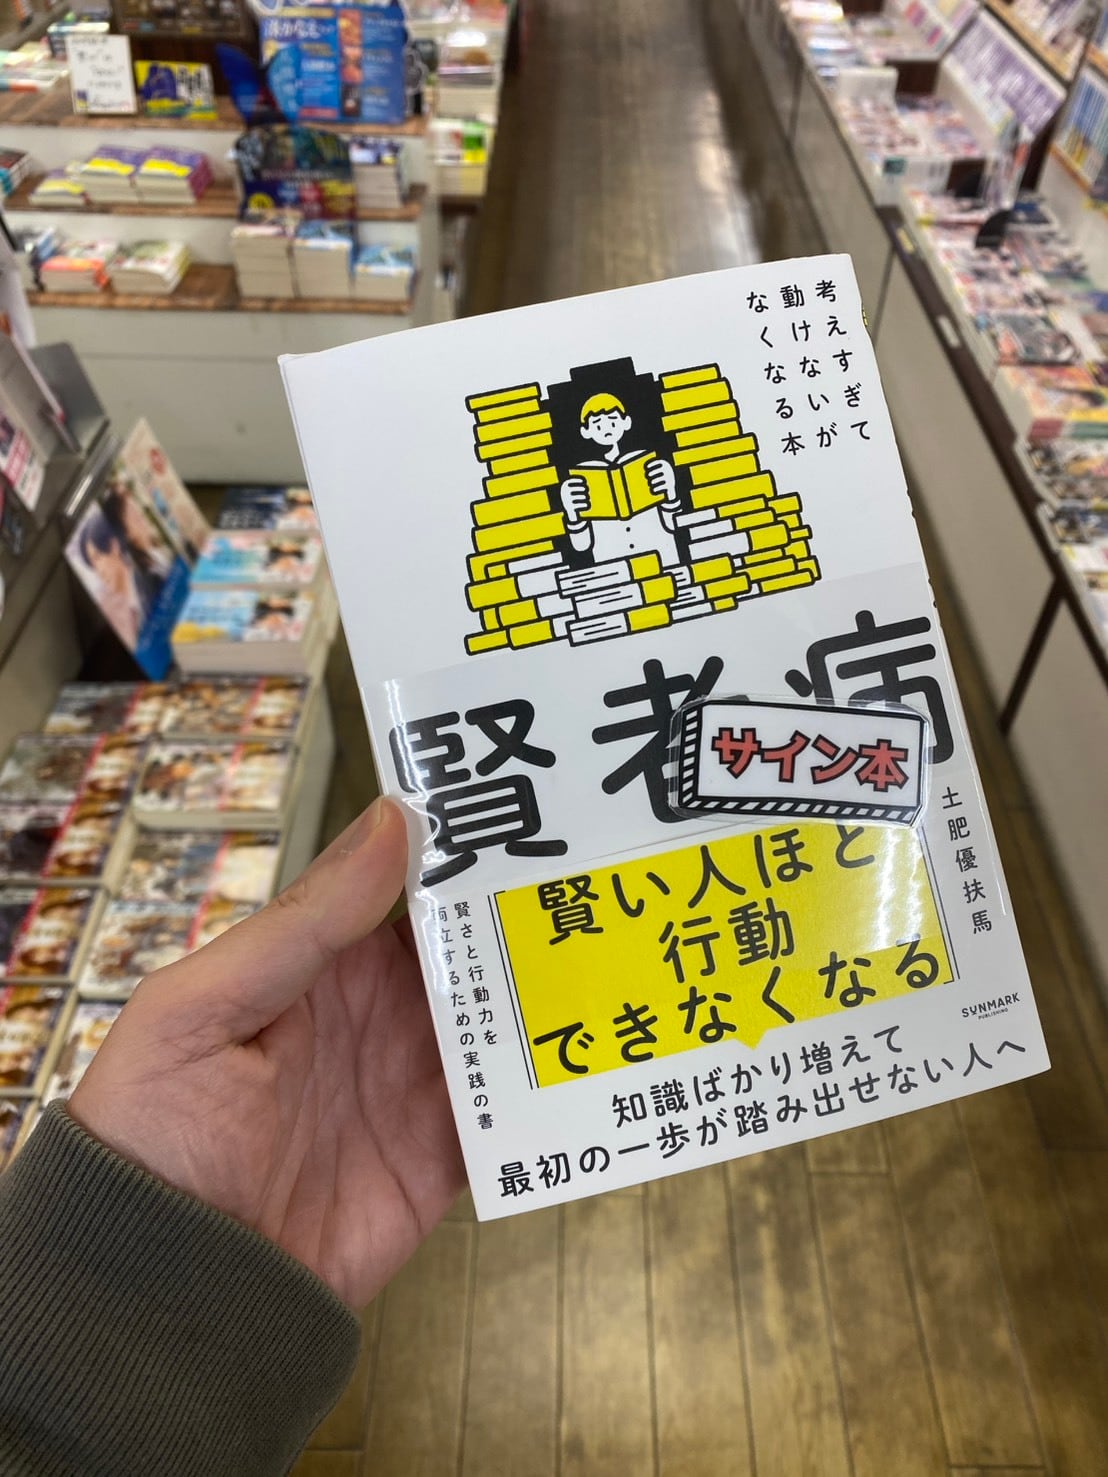 考えすぎて
動けないが
なくなる本
賢者病
サイン本
土肥優扶馬
賢い人ほど
行動
できなくなる
賢さと行動力を
両立するための実践の書
SUNMARK
PUBLISHING
知識ばかり増えて
最初の一歩が踏み出せない人へ